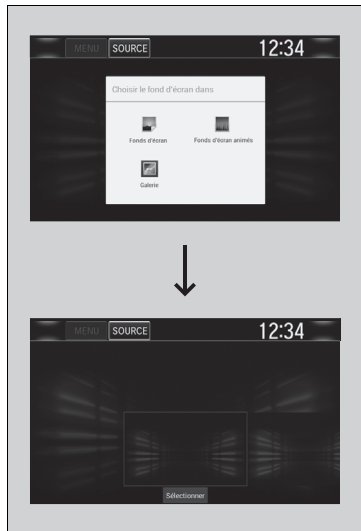 MENU SOURCE 12:34
Choisir le fond d'écran dans
Fonds d'écran Fonds d'écran animés
Galerie
MENU SOURCE 12:34
Sélectionner